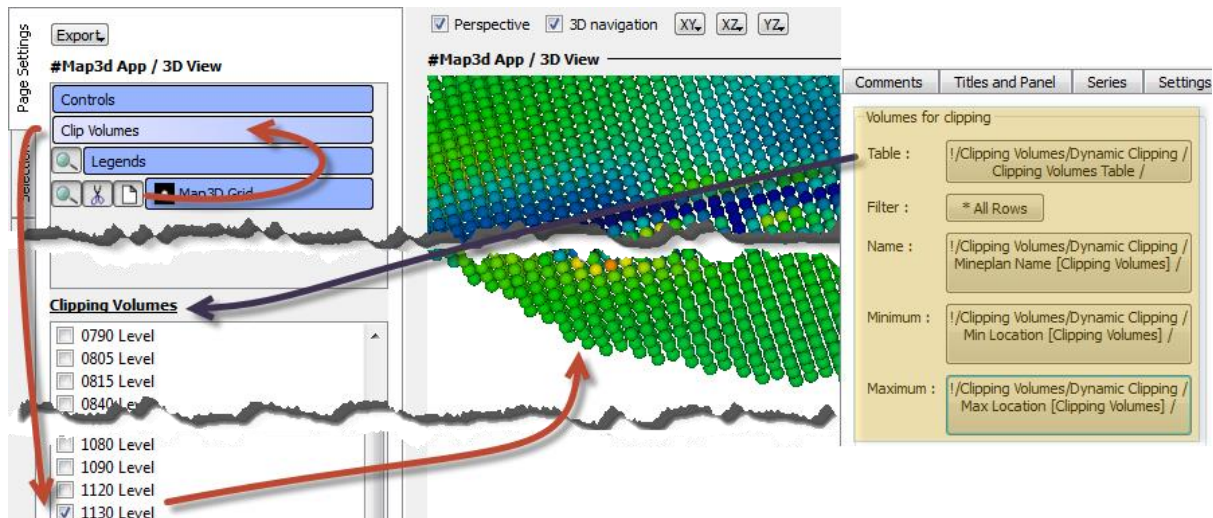 Page Settings
Selection
Export
#Map3d App / 3D View
Controls
Clip Volumes
Legends
Map3D Grid
Clipping Volumes
0790 Level
0805 Level
0815 Level
0840 Level
1080 Level
1090 Level
1120 Level
1130 Level
Perspective 3D navigation XY XZ YZ
#Map3d App / 3D View
Comments Titles and Panel Series Settings
Volumes for clipping
Table : !/Clipping Volumes/Dynamic Clipping /
Clipping Volumes Table /
Filter : * All Rows
Name : !/Clipping Volumes/Dynamic Clipping /
Mineplan Name [Clipping Volumes] /
Minimum : !/Clipping Volumes/Dynamic Clipping /
Min Location [Clipping Volumes] /
Maximum : !/Clipping Volumes/Dynamic Clipping /
Max Location [Clipping Volumes] /